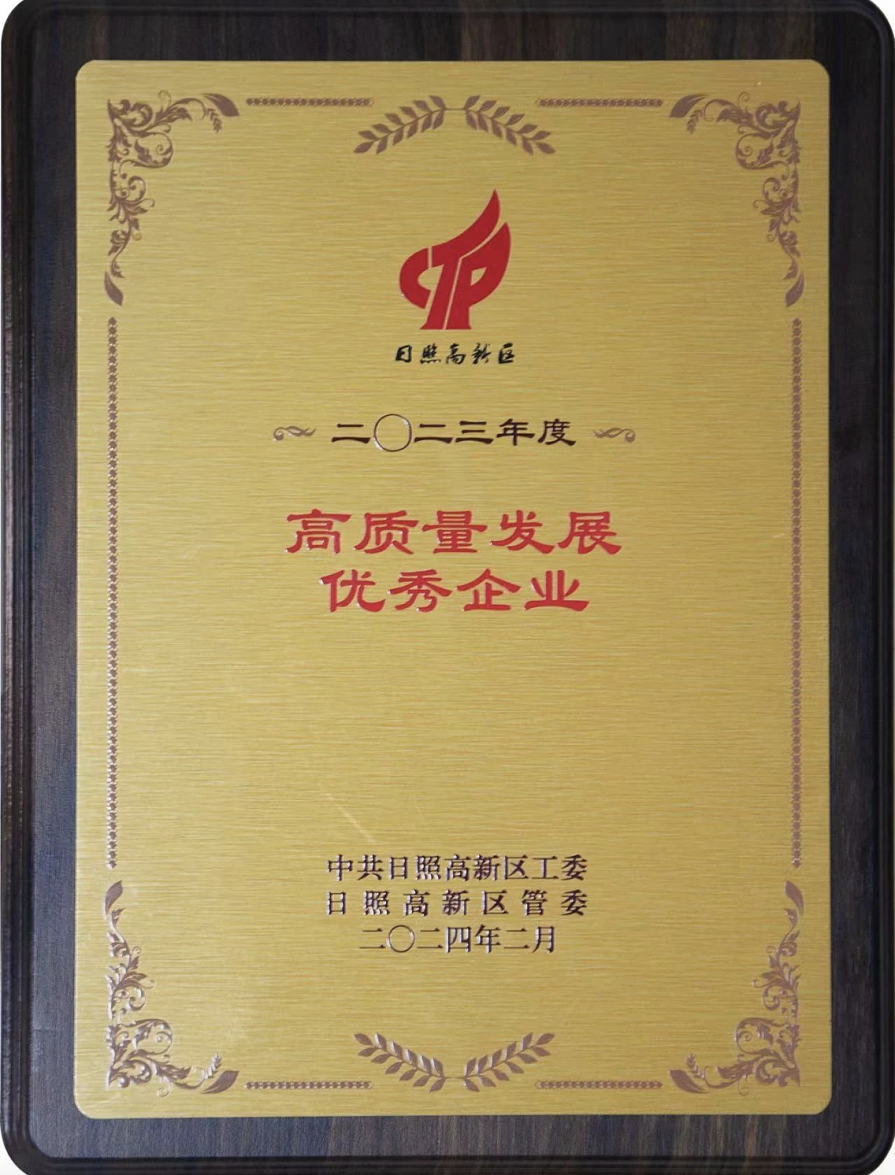 日照高新区
二〇二三年度
高质量发展
优秀企业
中共日照高新区工委
日照高新区管委
二〇二四年二月